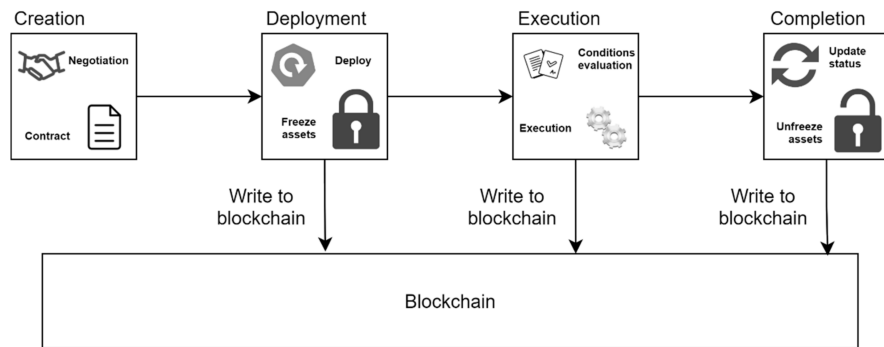 Creation
Deployment
Execution
Completion
Negotiation
Contract
Deploy
Freeze
assets
Conditions
evaluation
Execution
Update
status
Unfreeze
assets
Write to
blockchain
Write to
blockchain
Write to
blockchain
Blockchain